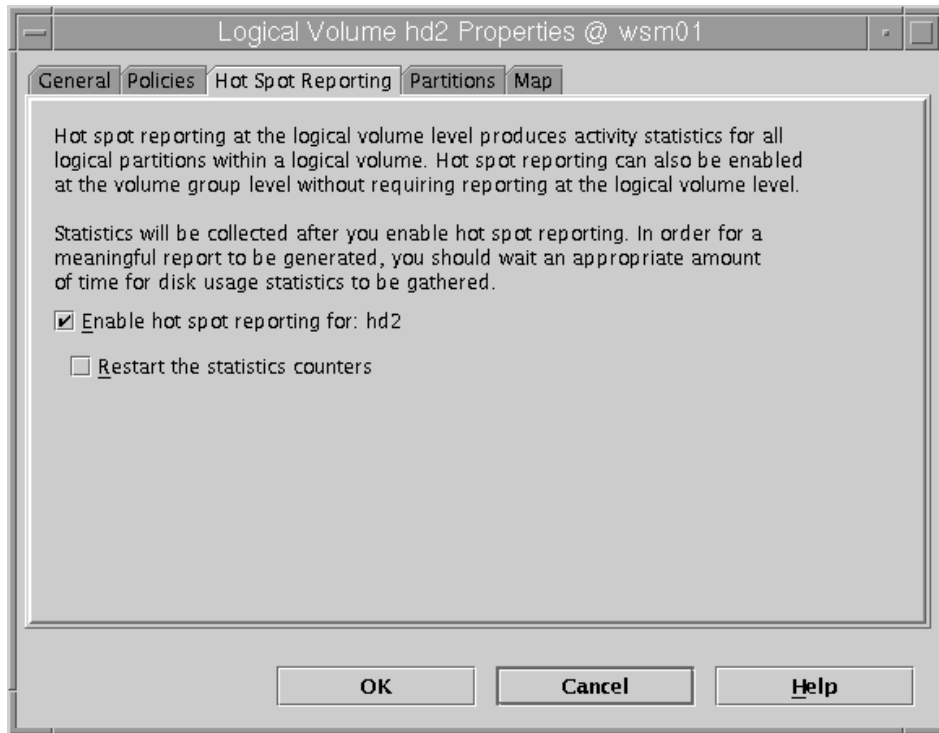 Logical Volume hd2 Properties @ wsm01
General Policies Hot Spot Reporting Partitions Map
Hot spot reporting at the logical volume level produces activity statistics for all
logical partitions within a logical volume. Hot spot reporting can also be enabled
at the volume group level without requiring reporting at the logical volume level.
Statistics will be collected after you enable hot spot reporting. In order for a
meaningful report to be generated, you should wait an appropriate amount
of time for disk usage statistics to be gathered.
Enable hot spot reporting for: hd2
Restart the statistics counters
OK Cancel Help